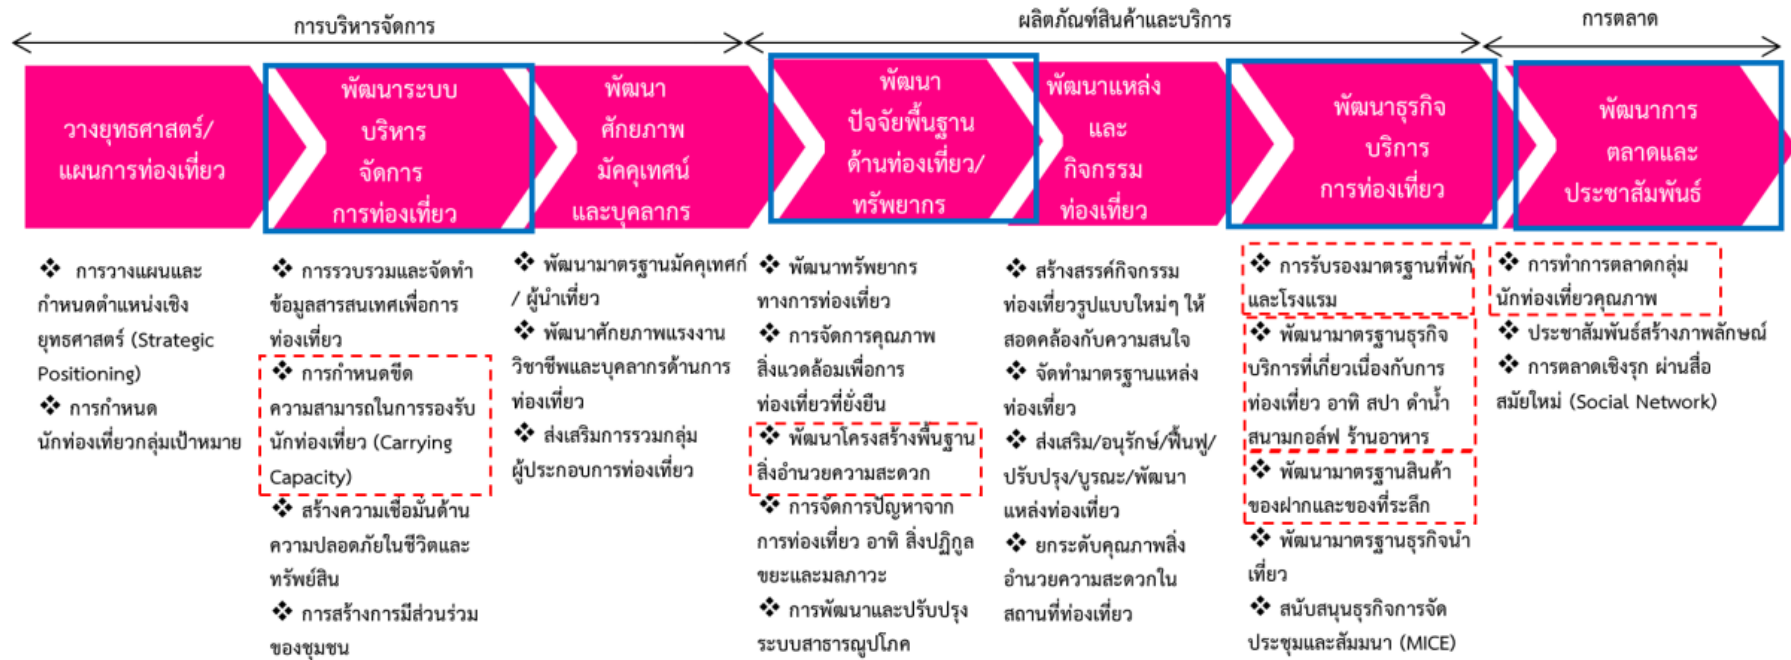 การบริหารจัดการ
ผลิตภัณฑ์สินค้าและบริการ
การตลาด
วางยุทธศาสตร์/
แผนการท่องเที่ยว
พัฒนาระบบ
บริหาร
จัดการ
การท่องเที่ยว
พัฒนา
ศักยภาพ
มัคคุเทศน์
และบุคลากร
พัฒนา
ปัจจัยพื้นฐาน
ด้านท่องเที่ยว/
ทรัพยากร
พัฒนาแหล่ง
และ
กิจกรรม
ท่องเที่ยว
พัฒนาธุรกิจ
บริการ
การท่องเที่ยว
พัฒนาการ
ตลาดและ
ประชาสัมพันธ์
❖ การวางแผนและ
กำหนดตำแหน่งเชิง
ยุทธศาสตร์ (Strategic
Positioning)
❖ การกำหนด
นักท่องเที่ยวกลุ่มเป้าหมาย
❖ การรวบรวมและจัดทำ
ข้อมูลสารสนเทศเพื่อการ
ท่องเที่ยว
❖ การกำหนดขีด
ความสามารถในการรองรับ
นักท่องเที่ยว (Carrying
Capacity)
❖ สร้างความเชื่อมั่นด้าน
ความปลอดภัยในชีวิตและ
ทรัพย์สิน
❖ การสร้างการมีส่วนร่วม
ของชุมชน
❖ พัฒนามาตรฐานมัคคุเทศก์
/ ผู้นำเที่ยว
❖ พัฒนาศักยภาพแรงงาน
วิชาชีพและบุคลากรด้านการ
ท่องเที่ยว
❖ ส่งเสริมการรวมกลุ่ม
ผู้ประกอบการท่องเที่ยว
❖ พัฒนาทรัพยากร
ทางการท่องเที่ยว
❖ การจัดการคุณภาพ
สิ่งแวดล้อมเพื่อการ
ท่องเที่ยวที่ยั่งยืน
❖ พัฒนาโครงสร้างพื้นฐาน
สิ่งอำนวยความสะดวก
❖ การจัดการปัญหาจาก
การท่องเที่ยว อาทิ สิ่งปฏิกูล
ขยะและมลภาวะ
❖ การพัฒนาและปรับปรุง
ระบบสาธารณูปโภค
❖ สร้างสรรค์กิจกรรม
ท่องเที่ยวรูปแบบใหม่ๆ ให้
สอดคล้องกับความสนใจ
❖ จัดทำมาตรฐานแหล่ง
ท่องเที่ยว
❖ ส่งเสริม/อนุรักษ์/ฟื้นฟู/
ปรับปรุง/บูรณะ/พัฒนา
แหล่งท่องเที่ยว
❖ ยกระดับคุณภาพสิ่ง
อำนวยความสะดวกใน
สถานที่ท่องเที่ยว
❖ การรับรองมาตรฐานที่พัก
และโรงแรม
❖ พัฒนามาตรฐานธุรกิจ
บริการที่เกี่ยวเนื่องกับการ
ท่องเที่ยว อาทิ สปา ดำน้ำ
สนามกอล์ฟ ร้านอาหาร
❖ พัฒนามาตรฐานสินค้า
ของฝากและของที่ระลึก
❖ พัฒนามาตรฐานธุรกิจนำ
เที่ยว
❖ สนับสนุนธุรกิจการจัด
ประชุมและสัมมนา (MICE)
❖ การทำการตลาดกลุ่ม
นักท่องเที่ยวคุณภาพ
❖ ประชาสัมพันธ์สร้างภาพลักษณ์
❖ การตลาดเชิงรุก ผ่านสื่อ
สมัยใหม่ (Social Network)